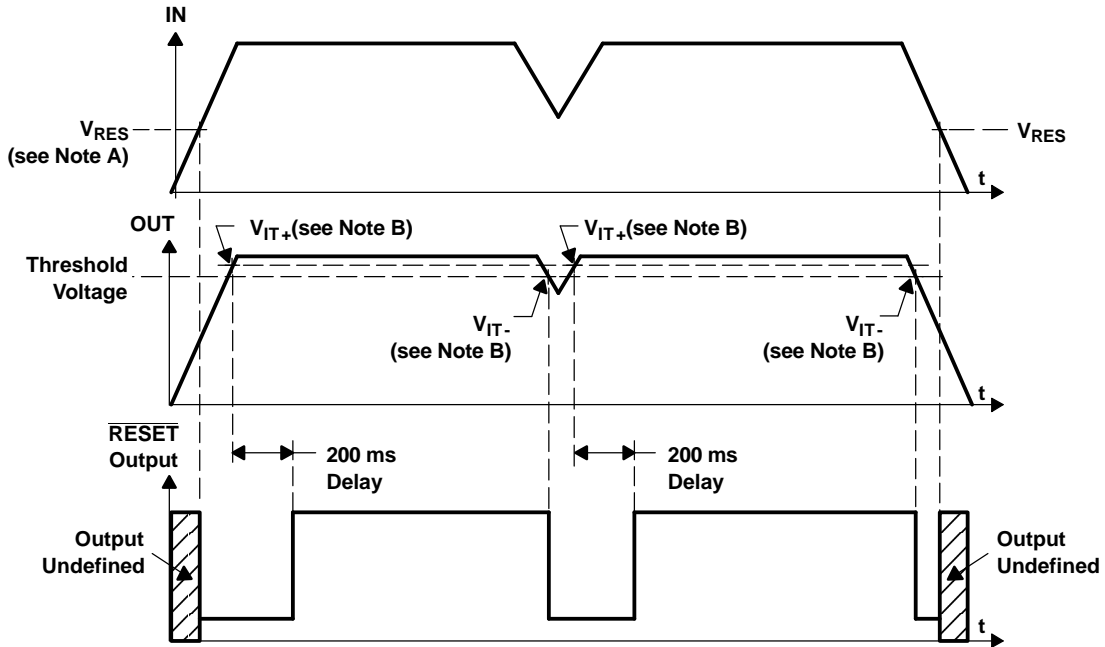 IN
VRES
(see Note A)
VRES
t
OUT
VIT+(see Note B)
VIT+(see Note B)
Threshold
Voltage
VIT-
(see Note B)
VIT-
(see Note B)
t
RESET
Output
200 ms
Delay
200 ms
Delay
Output
Undefined
Output
Undefined
t